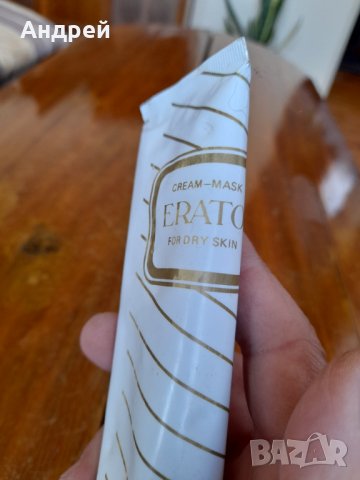 Андрей
CREAM-MASK
ERATO
FOR DRY SKIN
BAZAR